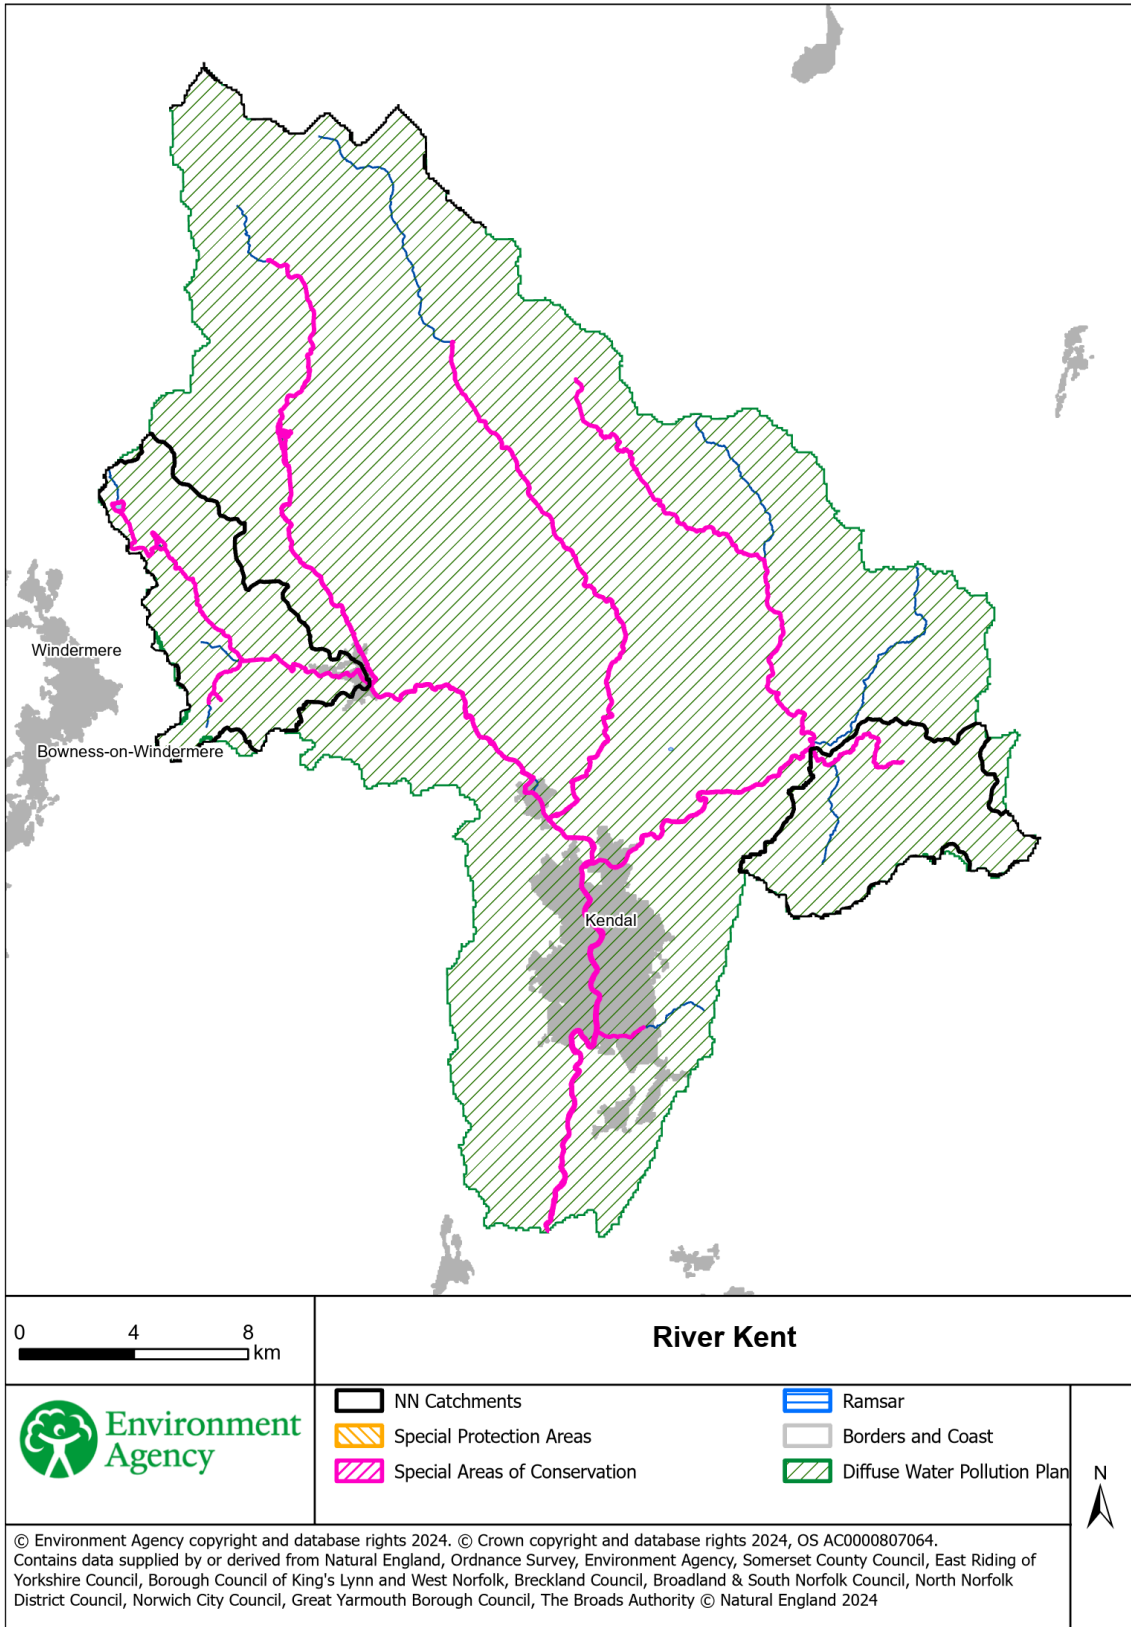 Windermere
Bowness-on-Windermere
Kendal
0 4 8
km
River Kent
Environment
Agency
NN Catchments
Special Protection Areas
Special Areas of Conservation
Ramsar
Borders and Coast
Diffuse Water Pollution Plan
N
© Environment Agency copyright and database rights 2024. © Crown copyright and database rights 2024, OS AC0000807064.
Contains data supplied by or derived from Natural England, Ordnance Survey, Environment Agency, Somerset County Council, East Riding of
Yorkshire Council, Borough Council of King's Lynn and West Norfolk, Breckland Council, Broadland & South Norfolk Council, North Norfolk
District Council, Norwich City Council, Great Yarmouth Borough Council, The Broads Authority © Natural England 2024